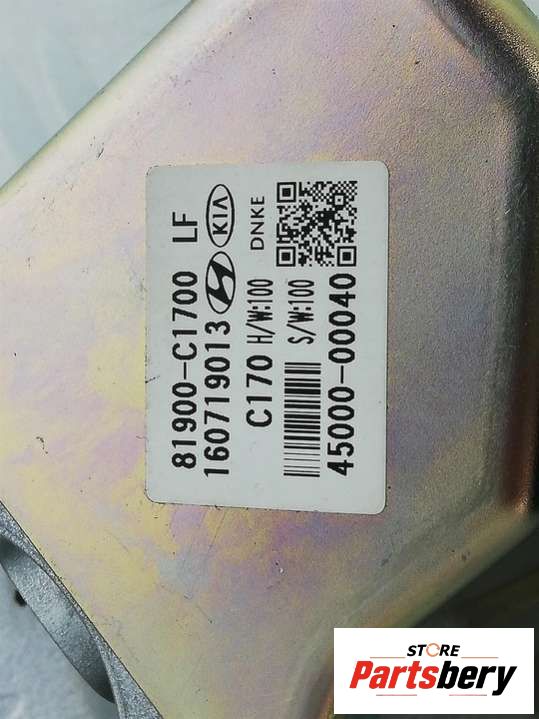 81900-C1700 LF
160719013 KIA
C170 H/W:100 DNKE
S/W:100
45000-00040
STORE
Partsbery